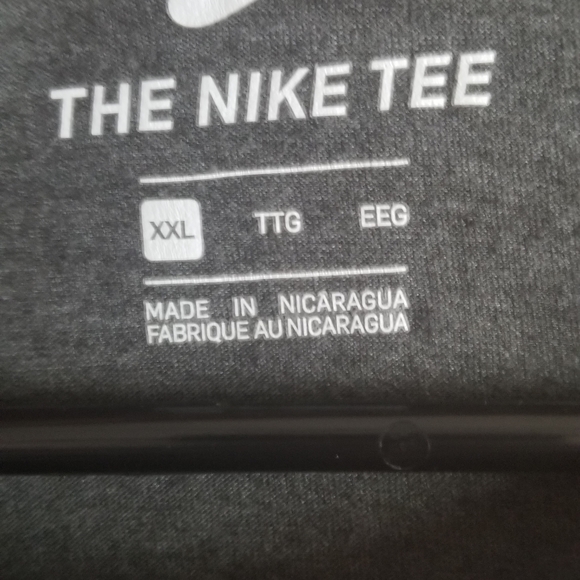 THE NIKE TEE
XXL TTG EEG
MADE IN NICARAGUA
FABRIQUE AU NICARAGUA